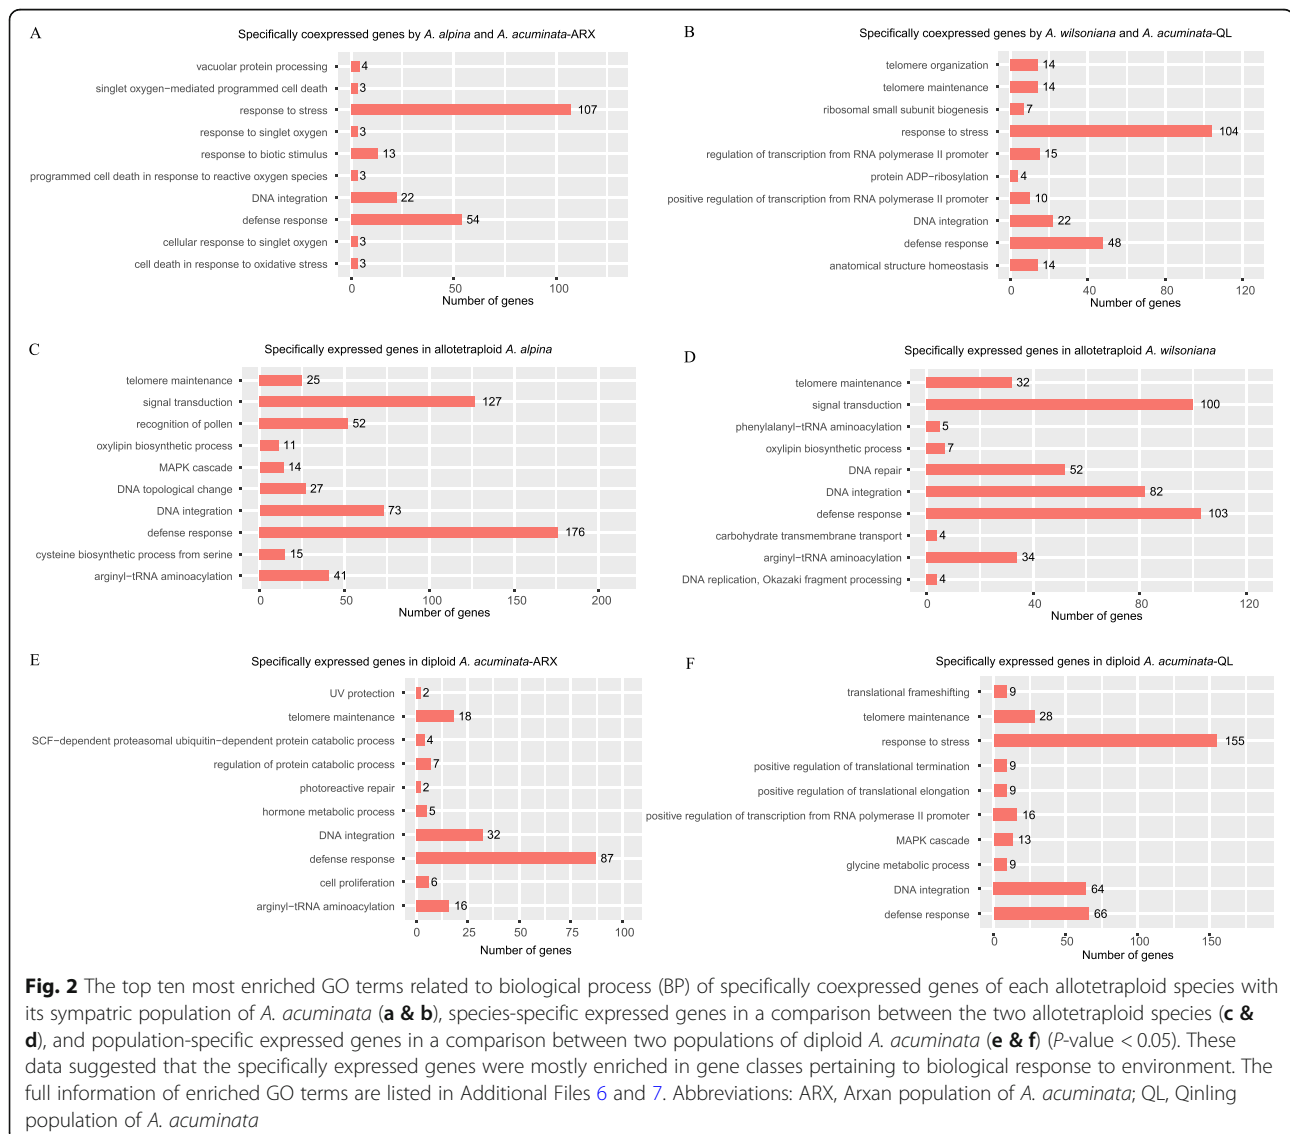 A
Specifically coexpressed genes by A. alpina and A. acuminata-ARX
vacuolar protein processing 4
singlet oxygen−mediated programmed cell death 3
response to stress 107
response to singlet oxygen 3
response to biotic stimulus 13
programmed cell death in response to reactive oxygen species 3
DNA integration 22
defense response 54
cellular response to singlet oxygen 3
cell death in response to oxidative stress 3
0 50 100
Number of genes
B
Specifically coexpressed genes by A. wilsoniana and A. acuminata-QL
telomere organization 14
telomere maintenance 14
ribosomal small subunit biogenesis 7
response to stress 104
regulation of transcription from RNA polymerase II promoter 15
protein ADP−ribosylation 4
positive regulation of transcription from RNA polymerase II promoter 10
DNA integration 22
defense response 48
anatomical structure homeostasis 14
0 40 80 120
Number of genes
C
Specifically expressed genes in allotetraploid A. alpina
telomere maintenance 25
signal transduction 127
recognition of pollen 52
oxylipin biosynthetic process 11
MAPK cascade 14
DNA topological change 27
DNA integration 73
defense response 176
cysteine biosynthetic process from serine 15
arginyl−tRNA aminoacylation 41
0 50 100 150 200
Number of genes
D
Specifically expressed genes in allotetraploid A. wilsoniana
telomere maintenance 32
signal transduction 100
phenylalanyl−tRNA aminoacylation 5
oxylipin biosynthetic process 7
DNA repair 52
DNA integration 82
defense response 103
carbohydrate transmembrane transport 4
arginyl−tRNA aminoacylation 34
DNA replication, Okazaki fragment processing 4
0 40 80 120
Number of genes
E
Specifically expressed genes in diploid A. acuminata-ARX
UV protection 2
telomere maintenance 18
SCF−dependent proteasomal ubiquitin−dependent protein catabolic process 4
regulation of protein catabolic process 7
photoreactive repair 2
hormone metabolic process 5
DNA integration 32
defense response 87
cell proliferation 6
arginyl−tRNA aminoacylation 16
0 25 50 75 100
Number of genes
F
Specifically expressed genes in diploid A. acuminata-QL
translational frameshifting 9
telomere maintenance 28
response to stress 155
positive regulation of translational termination 9
positive regulation of translational elongation 9
positive regulation of transcription from RNA polymerase II promoter 16
MAPK cascade 13
glycine metabolic process 9
DNA integration 64
defense response 66
0 50 100 150
Number of genes
Fig. 2 The top ten most enriched GO terms related to biological process (BP) of specifically coexpressed genes of each allotetraploid species with
its sympatric population of A. acuminata (a & b), species-specific expressed genes in a comparison between the two allotetraploid species (c &
d), and population-specific expressed genes in a comparison between two populations of diploid A. acuminata (e & f) (P-value < 0.05). These
data suggested that the specifically expressed genes were mostly enriched in gene classes pertaining to biological response to environment. The
full information of enriched GO terms are listed in Additional Files 6 and 7. Abbreviations: ARX, Arxan population of A. acuminata; QL, Qinling
population of A. acuminata